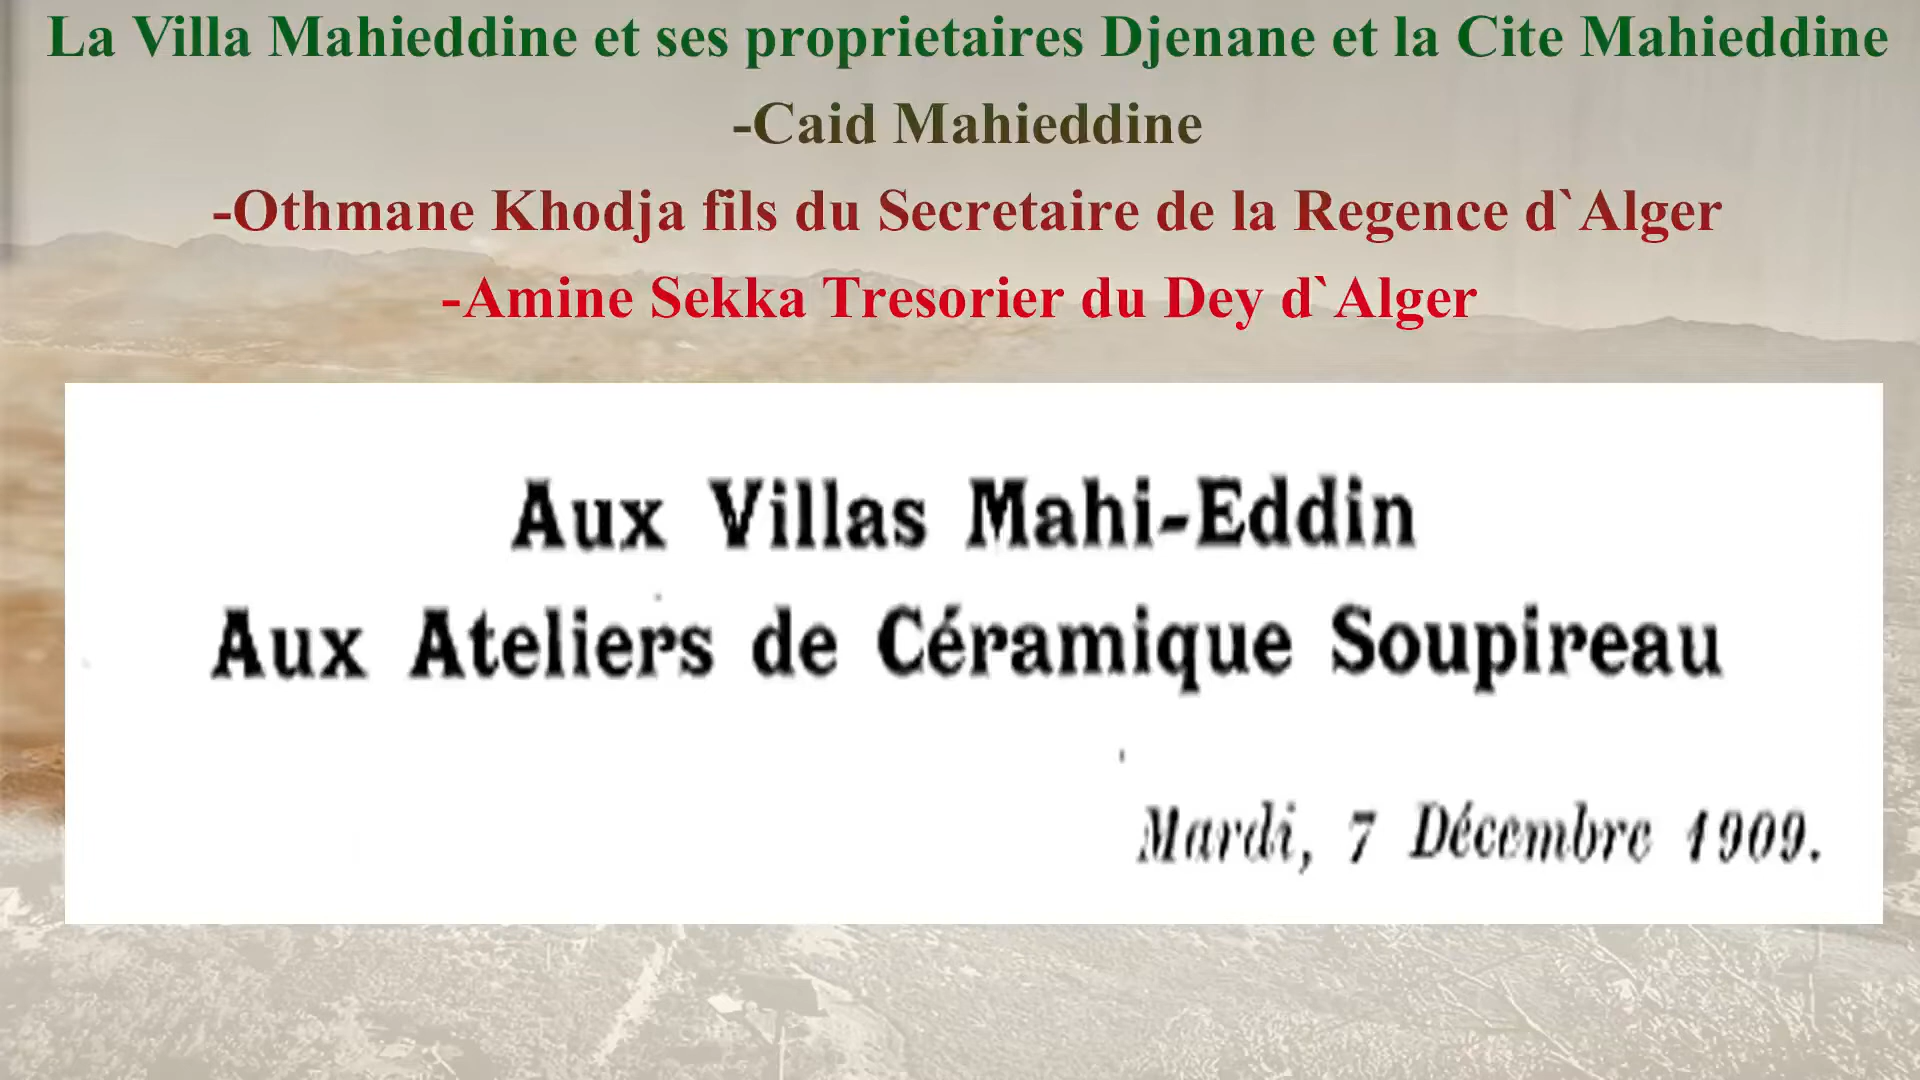 La Villa Mahieddine et ses proprietaires Djenane et la Cite Mahieddine
-Caid Mahieddine
-Othmane Khodja fils du Secretaire de la Regence d`Alger
-Amine Sekka Tresorier du Dey d`Alger
Aux Villas Mahi-Eddin
Aux Ateliers de Céramique Soupireau
Mardi, 7 Décembre 1909.